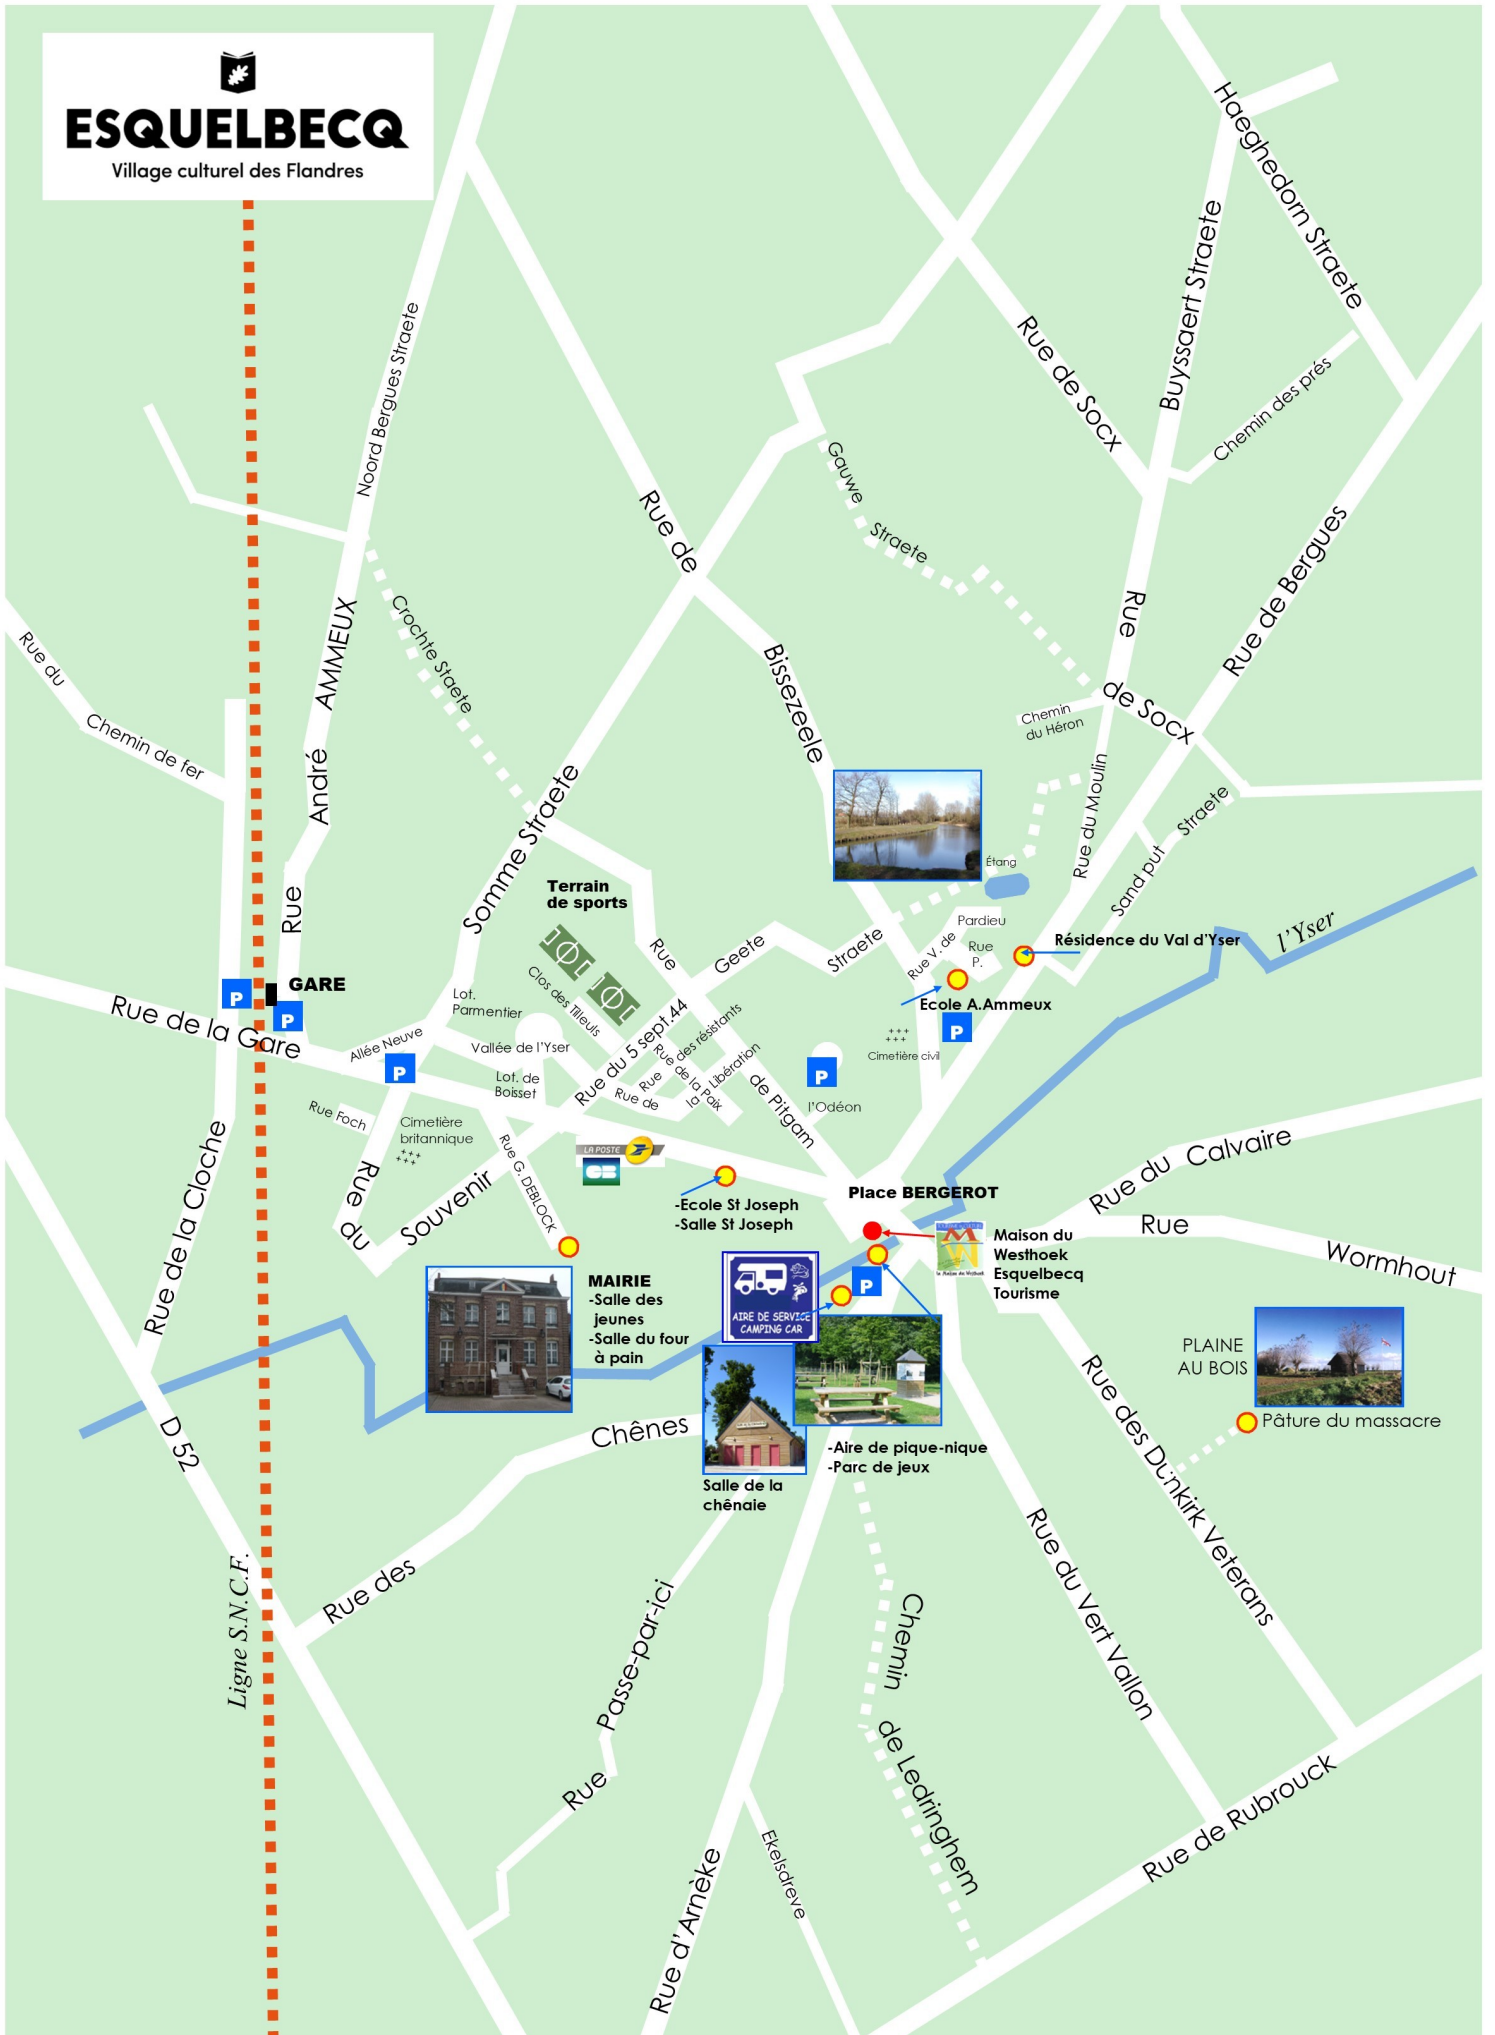 ESQUELBECQ
Village culturel des Flandres
Haeghedorn Straete
Buyssaert Straete
Rue de Socx
Chemin des prés
Noord Bergues Straete
Gauwe
Straete
Rue de
Bissezeele
Rue de Bergues
Rue
de Socx
Chemin
du Héron
Crochte Staete
Rue du
Chemin de fer
Rue
André
AMMEUX
Somme Straete
Rue du Moulin
Sand put
Straete
Étang
Terrain
de sports
Pardieu
Rue V. de
Rue
P.
Résidence du Val d'Yser
l'Yser
Rue
Geete
Straete
P
GARE
P
Ecole A.Ammeux
P
Rue de la Gare
Lot.
Parmentier
Clos des Tilleuls
Allée Neuve
P
Vallée de l'Yser
Lot. de
Boisset
Rue du 5 sept.44
Rue
des résistants
Rue de la Paix
Rue de
la
Libération
de Pitgam
P
l'Odéon
Cimetière civil
Rue Foch
Cimetière
britannique
Rue G. DEBLOCK
LA POSTE
Rue
du
Souvenir
-Ecole St Joseph
-Salle St Joseph
Place BERGEROT
Rue du
Calvaire
Rue
Wormhout
Rue de la Cloche
Maison du
Westhoek
Esquelbecq
Tourisme
la Maison du Westhoek
P
AIRE DE SERVICE
CAMPING CAR
MAIRIE
-Salle des
jeunes
-Salle du four
à pain
PLAINE
AU BOIS
Pâture du massacre
D 52
Rue des
Chênes
Salle de la
chênaie
-Aire de pique-nique
-Parc de jeux
Rue des Dunkirk Veterans
Rue du Vert Vallon
Ligne S.N.C.F.
Rue
Passe-par-ici
Chemin
de Ledringhem
Ekelsdreve
Rue d'Arnèke
Rue de Rubrouck